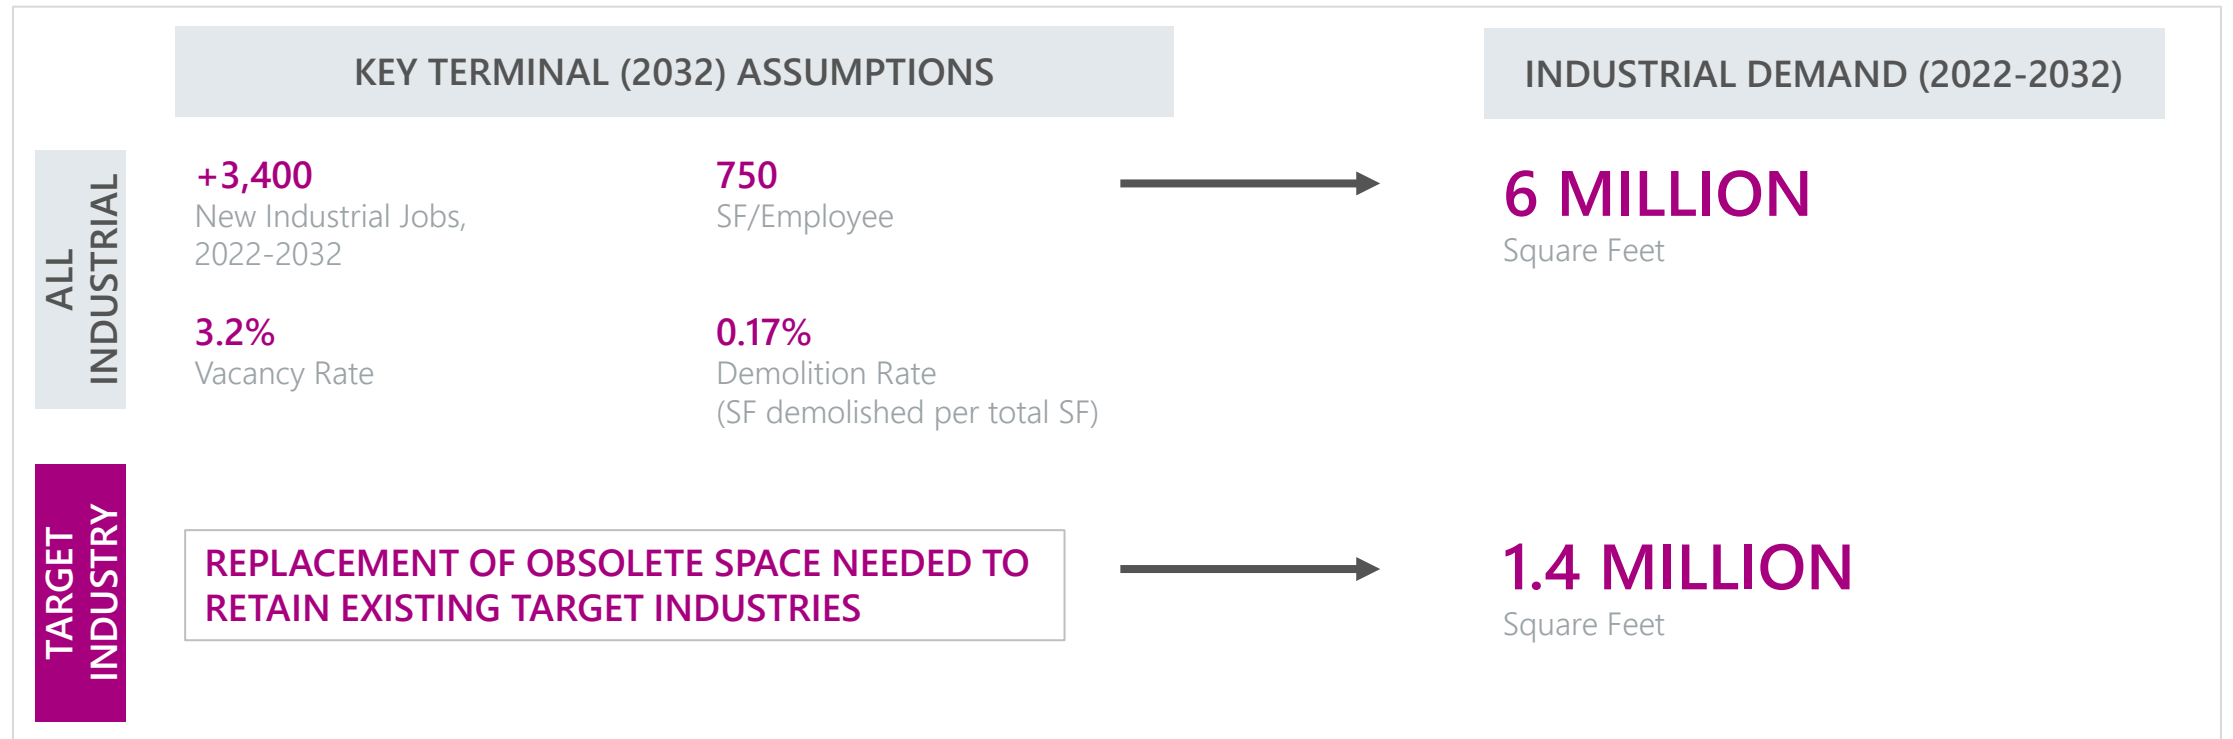 KEY TERMINAL (2032) ASSUMPTIONS
INDUSTRIAL DEMAND (2022-2032)
ALL
INDUSTRIAL
+3,400
New Industrial Jobs,
2022-2032
750
SF/Employee
3.2%
Vacancy Rate
0.17%
Demolition Rate
(SF demolished per total SF)
6 MILLION
Square Feet
TARGET
INDUSTRY
REPLACEMENT OF OBSOLETE SPACE NEEDED TO
RETAIN EXISTING TARGET INDUSTRIES
1.4 MILLION
Square Feet